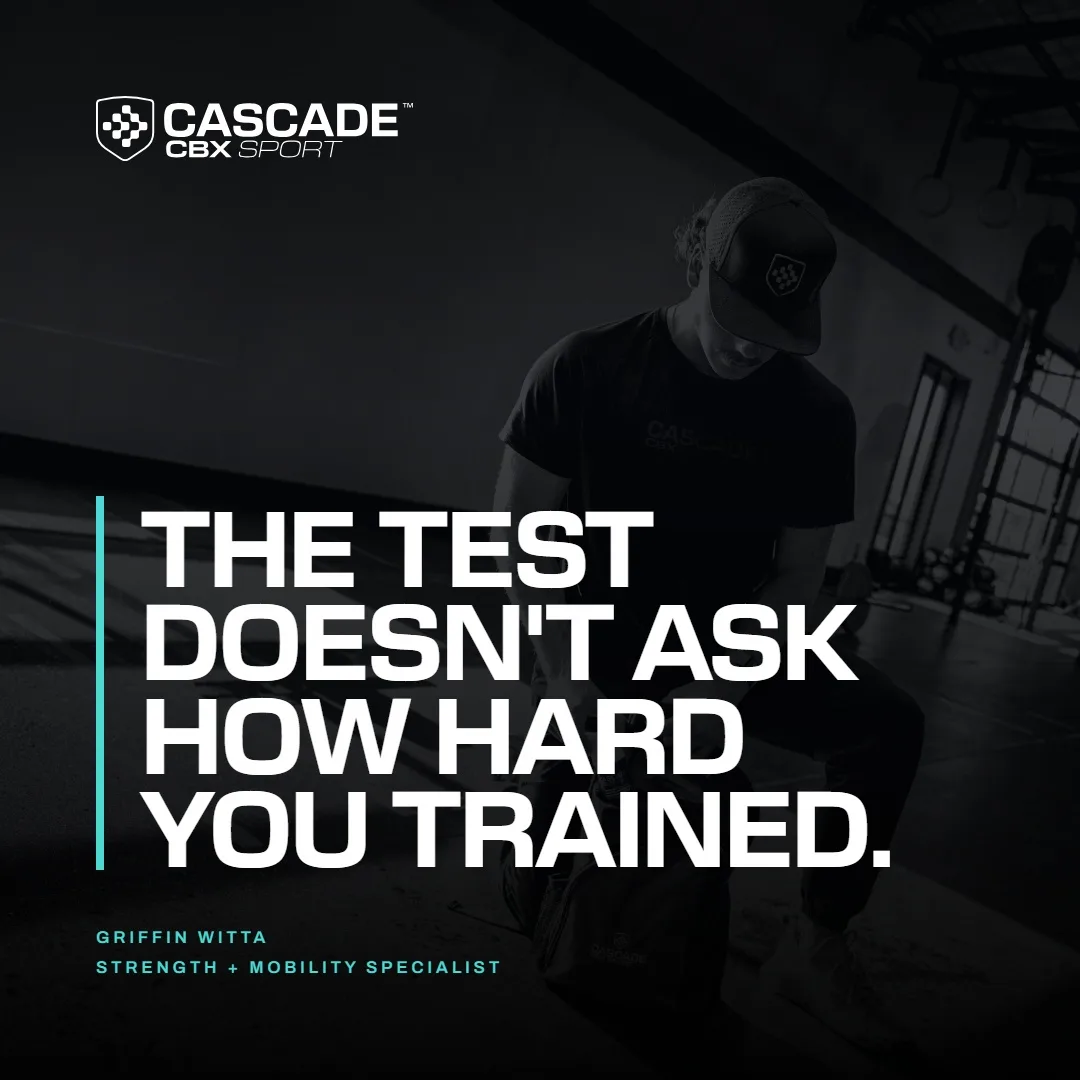 CASCADE™
CBX SPORT
THE TEST
DOESN'T ASK
HOW HARD
YOU TRAINED.
GRIFFIN WITTA
STRENGTH + MOBILITY SPECIALIST